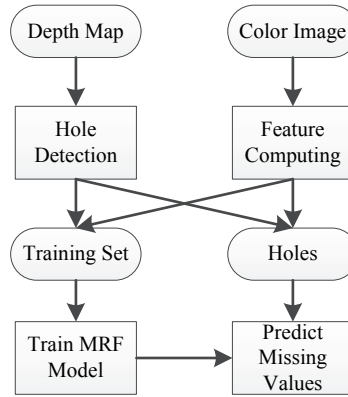 Depth Map
Color Image
Hole
Detection
Feature
Computing
Training Set
Holes
Train MRF
Model
Predict
Missing
Values